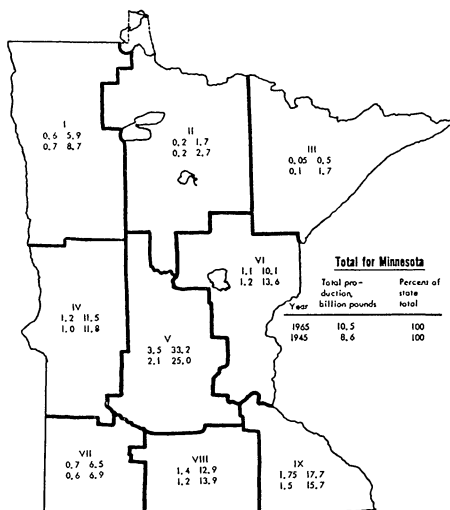 I
0.6 5.9
0.7 8.7
II
0.2 1.7
0.2 2.7
III
0.05 0.5
0.1 1.7
VI
1.1 10.1
1.2 13.6
Total for Minnesota
Year Total pro-duction, billion pounds Percent of state total
1965 10.5 100
1945 8.6 100
IV
1.2 11.5
1.0 11.8
V
3.5 33.2
2.1 25.0
VII
0.7 6.5
0.6 6.9
VIII
1.4 12.9
1.2 13.9
IX
1.75 17.7
1.5 15.7